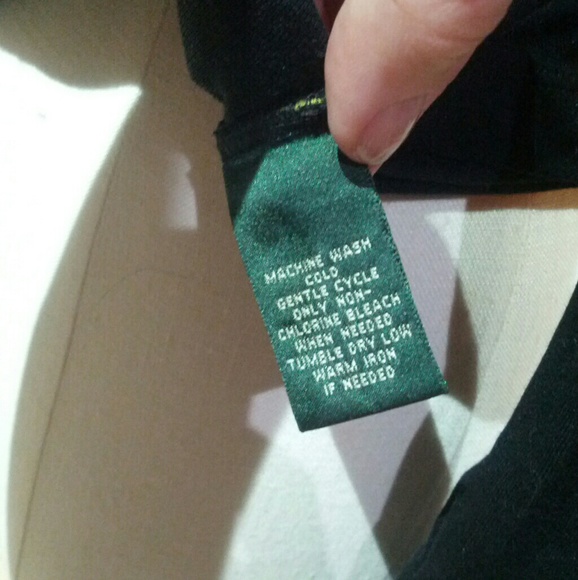 MACHINE WASH
COLD
GENTLE CYCLE
ONLY NON-
CHLORINE BLEACH
WHEN NEEDED
TUMBLE DRY LOW
WARM IRON
IF NEEDED